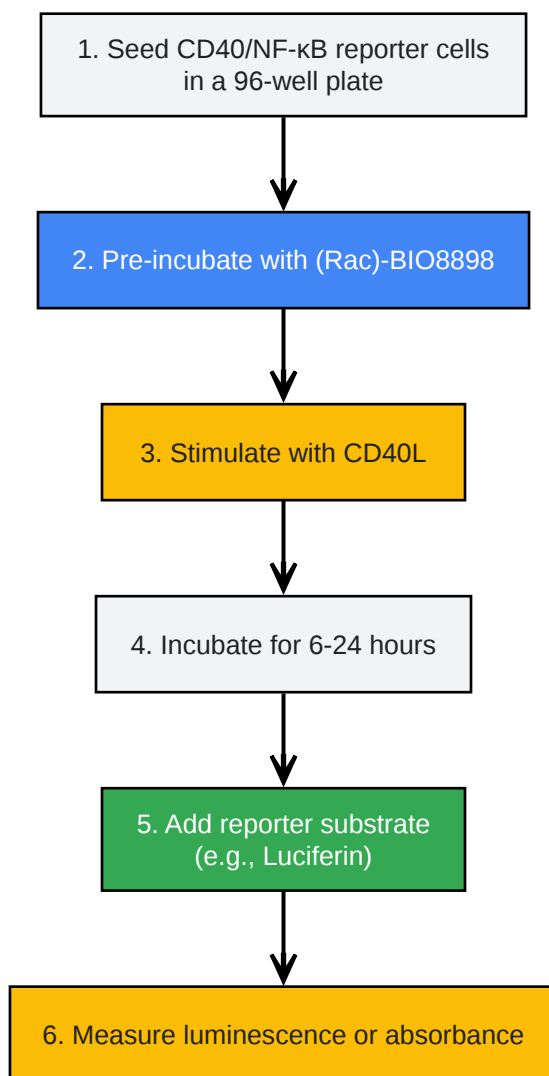 1. Seed CD40/NF-κB reporter cells
in a 96-well plate
2. Pre-incubate with (Rac)-BIO8898
3. Stimulate with CD40L
4. Incubate for 6-24 hours
5. Add reporter substrate
(e.g., Luciferin)
6. Measure luminescence or absorbance